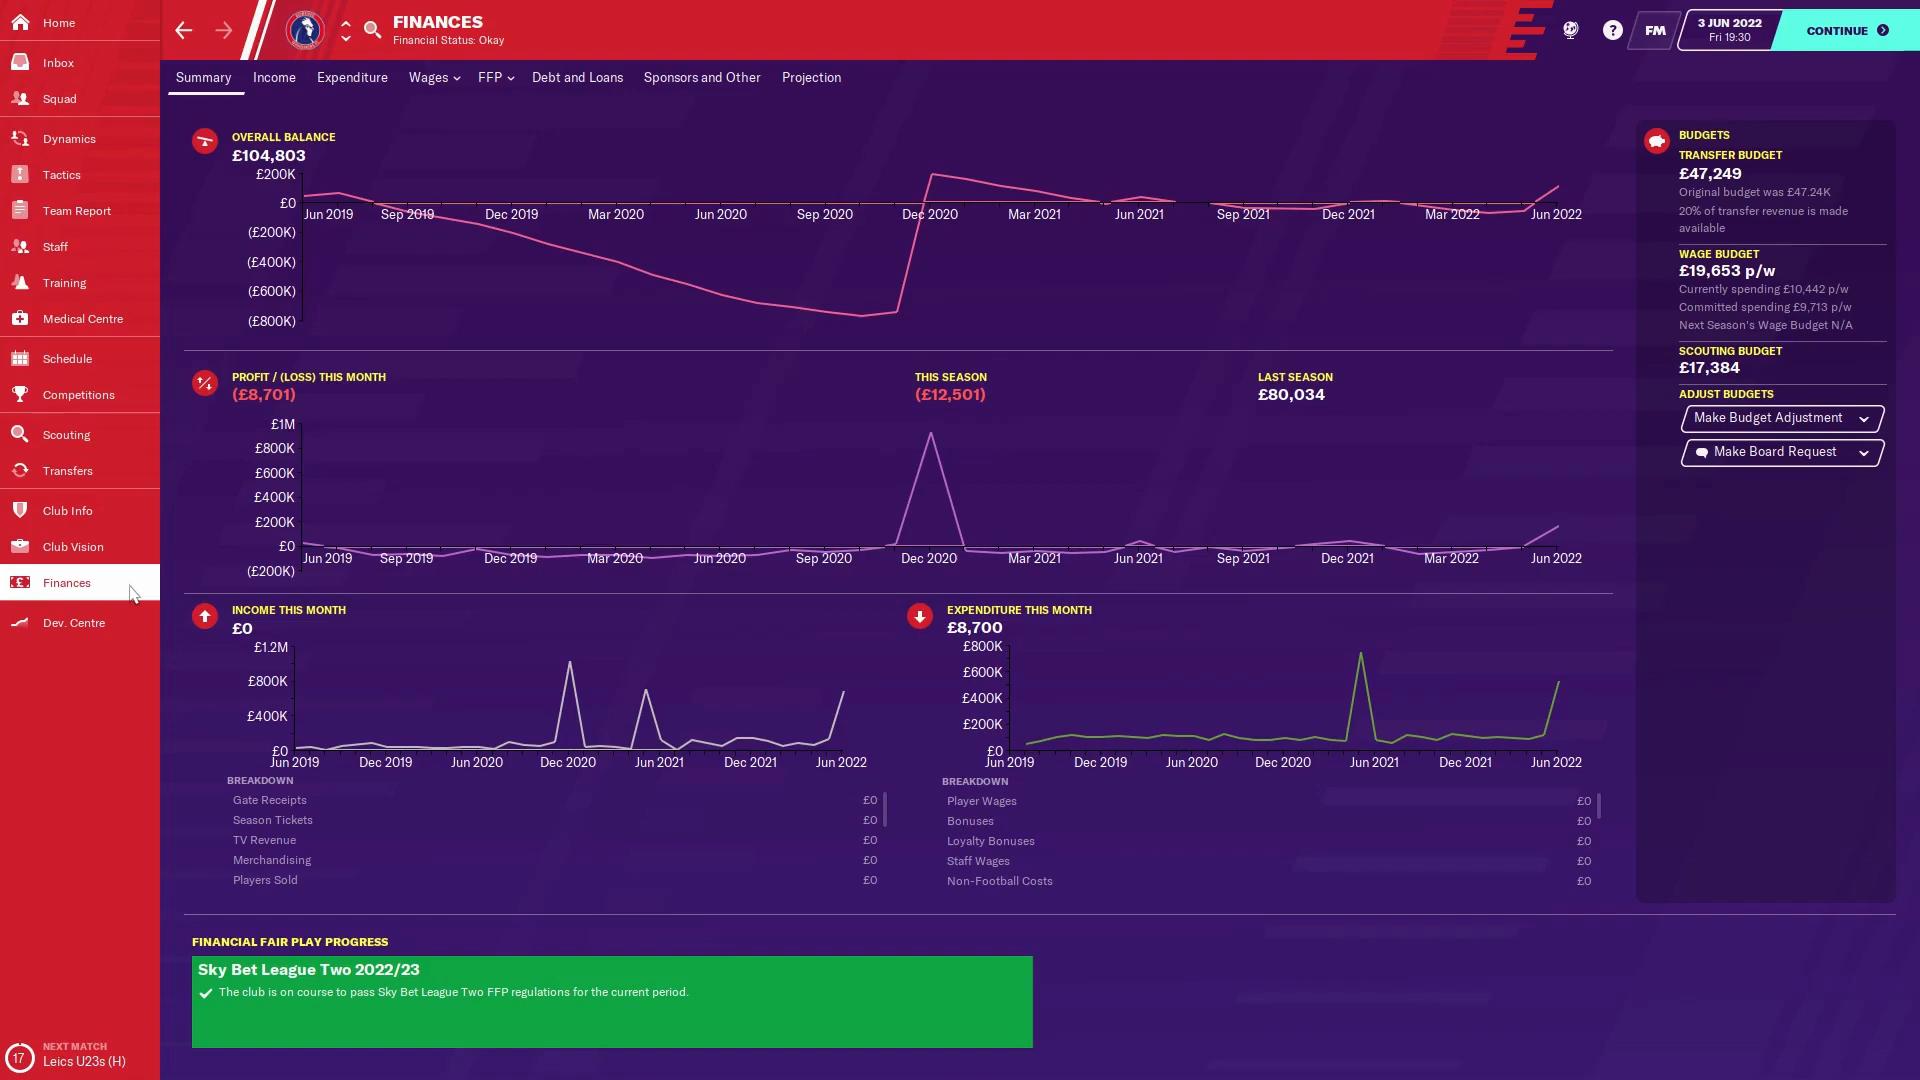 Home
Inbox
Squad
Dynamics
Tactics
Team Report
Staff
Training
Medical Centre
Schedule
Competitions
Scouting
Transfers
Club Info
Club Vision
Finances
Dev. Centre
17
NEXT MATCH
Leics U23s (H)
FINANCES
Financial Status: Okay
?
FM
3 JUN 2022
Fri 19:30
CONTINUE
Summary Income Expenditure Wages FFP Debt and Loans Sponsors and Other Projection
OVERALL BALANCE
£104,803
£200K
£0
(£200K)
(£400K)
(£600K)
(£800K)
Jun 2019 Sep 2019 Dec 2019 Mar 2020 Jun 2020 Sep 2020 Dec 2020 Mar 2021 Jun 2021 Sep 2021 Dec 2021 Mar 2022 Jun 2022
PROFIT / (LOSS) THIS MONTH
(£8,701)
THIS SEASON
(£12,501)
LAST SEASON
£80,034
£1M
£800K
£600K
£400K
£200K
£0
(£200K)
Jun 2019 Sep 2019 Dec 2019 Mar 2020 Jun 2020 Sep 2020 Dec 2020 Mar 2021 Jun 2021 Sep 2021 Dec 2021 Mar 2022 Jun 2022
INCOME THIS MONTH
£0
£1.2M
£800K
£400K
£0
Jun 2019 Dec 2019 Jun 2020 Dec 2020 Jun 2021 Dec 2021 Jun 2022
BREAKDOWN
Gate Receipts £0
Season Tickets £0
TV Revenue £0
Merchandising £0
Players Sold £0
EXPENDITURE THIS MONTH
£8,700
£800K
£600K
£400K
£200K
£0
Jun 2019 Dec 2019 Jun 2020 Dec 2020 Jun 2021 Dec 2021 Jun 2022
BREAKDOWN
Player Wages £0
Bonuses £0
Loyalty Bonuses £0
Staff Wages £0
Non-Football Costs £0
FINANCIAL FAIR PLAY PROGRESS
Sky Bet League Two 2022/23
The club is on course to pass Sky Bet League Two FFP regulations for the current period.
BUDGETS
TRANSFER BUDGET
£47,249
Original budget was £47.24K
20% of transfer revenue is made
available
WAGE BUDGET
£19,653 p/w
Currently spending £10,442 p/w
Committed spending £9,713 p/w
Next Season's Wage Budget N/A
SCOUTING BUDGET
£17,384
ADJUST BUDGETS
Make Budget Adjustment
Make Board Request